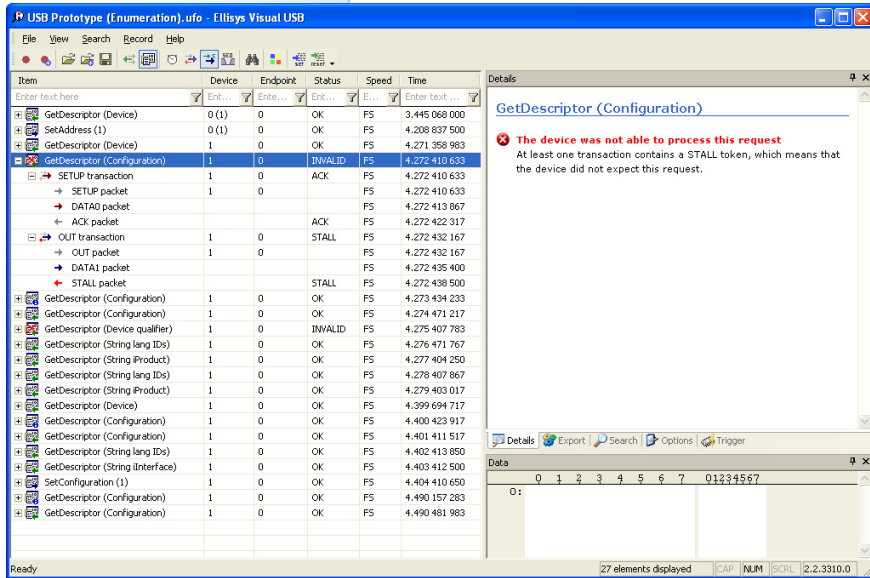 USB Prototype (Enumeration).ufo - Ellisys Visual USB
File View Search Record Help
Item Device Endpoint Status Speed Time
Enter text here Ent... Ente... Ent... E... Enter text ...
GetDescriptor (Device) 0 (1) 0 OK FS 3.445 068 000
SetAddress (1) 0 (1) 0 OK FS 4.208 837 500
GetDescriptor (Device) 1 0 OK FS 4.271 358 983
GetDescriptor (Configuration) 1 0 INVALID FS 4.272 410 633
SETUP transaction 1 0 ACK FS 4.272 410 633
SETUP packet 1 0 FS 4.272 410 633
DATA0 packet FS 4.272 413 867
ACK packet ACK FS 4.272 422 317
OUT transaction 1 0 STALL FS 4.272 432 167
OUT packet 1 0 FS 4.272 432 167
DATA1 packet FS 4.272 435 400
STALL packet STALL FS 4.272 438 500
GetDescriptor (Configuration) 1 0 OK FS 4.273 434 233
GetDescriptor (Configuration) 1 0 OK FS 4.274 471 217
GetDescriptor (Device qualifier) 1 0 INVALID FS 4.275 407 783
GetDescriptor (String lang IDs) 1 0 OK FS 4.276 471 767
GetDescriptor (String iProduct) 1 0 OK FS 4.277 404 250
GetDescriptor (String lang IDs) 1 0 OK FS 4.278 407 867
GetDescriptor (String iProduct) 1 0 OK FS 4.279 403 017
GetDescriptor (Device) 1 0 OK FS 4.399 694 717
GetDescriptor (Configuration) 1 0 OK FS 4.400 423 917
GetDescriptor (Configuration) 1 0 OK FS 4.401 411 517
GetDescriptor (String lang IDs) 1 0 OK FS 4.402 413 850
GetDescriptor (String iInterface) 1 0 OK FS 4.403 412 500
SetConfiguration (1) 1 0 OK FS 4.404 410 650
GetDescriptor (Configuration) 1 0 OK FS 4.490 157 283
GetDescriptor (Configuration) 1 0 OK FS 4.490 481 983
Details
GetDescriptor (Configuration)
The device was not able to process this request
At least one transaction contains a STALL token, which means that
the device did not expect this request.
Details Export Search Options Trigger
Data
0 1 2 3 4 5 6 7 01234567
0:
Ready 27 elements displayed CAP NUM SCRL 2.2.3310.0